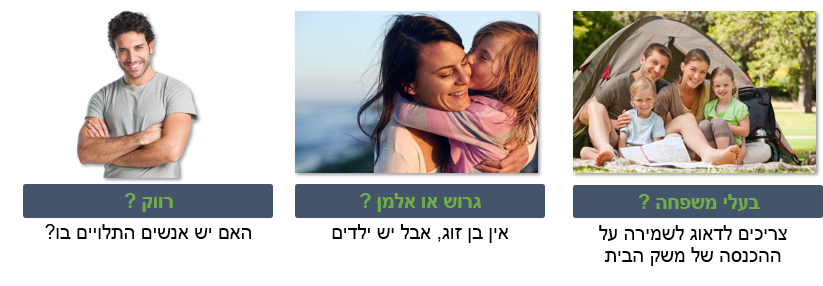 בעלי משפחה ?
צריכים לדאוג לשמירה על
ההכנסה של משק הבית
גרוש או אלמן ?
אין בן זוג, אבל יש ילדים
רווק ?
האם יש אנשים התלויים בו?